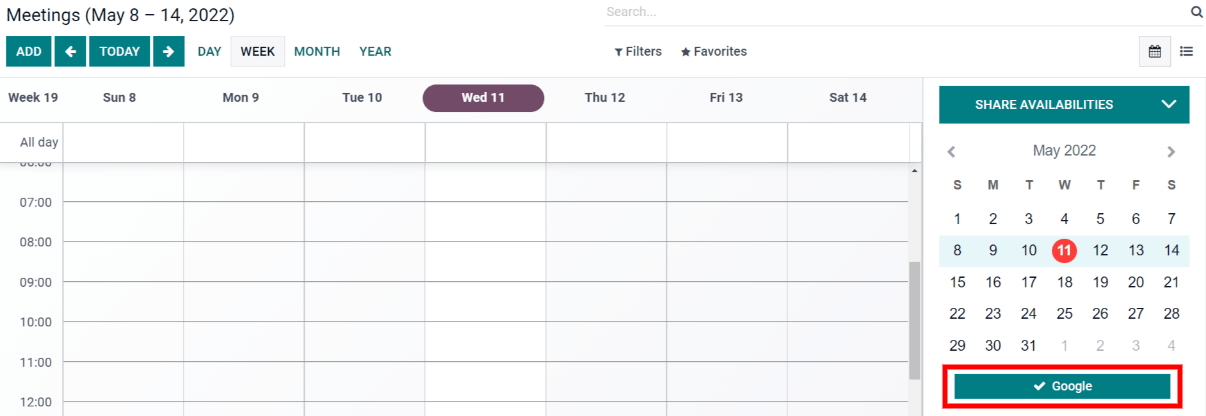 Meetings (May 8 – 14, 2022)
Search...
ADD TODAY DAY WEEK MONTH YEAR
Filters Favorites
Week 19 Sun 8 Mon 9 Tue 10 Wed 11 Thu 12 Fri 13 Sat 14
All day
06:00
07:00
08:00
09:00
10:00
11:00
12:00
SHARE AVAILABILITIES
May 2022
S M T W T F S
1 2 3 4 5 6 7
8 9 10 11 12 13 14
15 16 17 18 19 20 21
22 23 24 25 26 27 28
29 30 31 1 2 3 4
Google